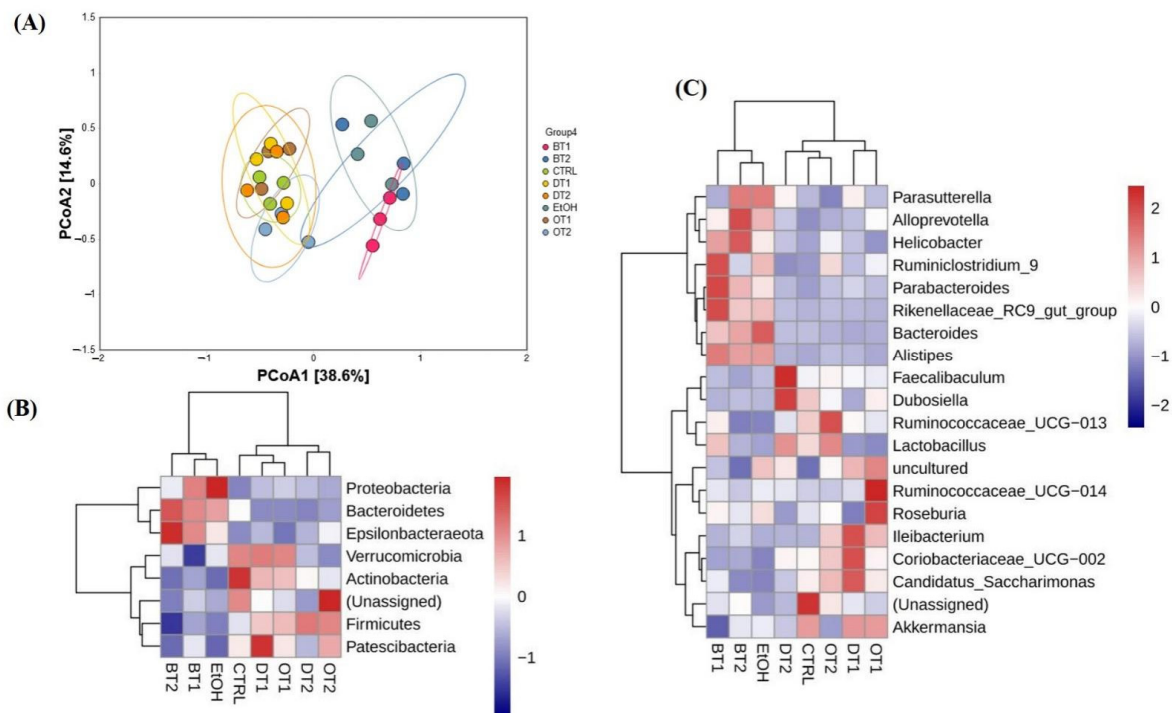 (A)
1.5
1
0.5
0
−0.5
−1
−1.5
−2
−1
0
1
2
PCoA2 [14.6%]
PCoA1 [38.6%]
Group4
BT1
BT2
CTRL
DT1
DT2
EtOH
OT1
OT2
(B)
Proteobacteria
Bacteroidetes
Epsilonbacteraeota
Verrucomicrobia
Actinobacteria
(Unassigned)
Firmicutes
Patescibacteria
BT2
BT1
EtOH
CTRL
DT1
OT1
DT2
OT2
1
0
−1
(C)
Parasutterella
Alloprevotella
Helicobacter
Ruminiclostridium_9
Parabacteroides
Rikenellaceae_RC9_gut_group
Bacteroides
Alistipes
Faecalibaculum
Dubosiella
Ruminococcaceae_UCG−013
Lactobacillus
uncultured
Ruminococcaceae_UCG−014
Roseburia
Ileibacterium
Coriobacteriaceae_UCG−002
Candidatus_Saccharimonas
(Unassigned)
Akkermansia
BT1
BT2
EtOH
DT2
CTRL
OT2
DT1
OT1
2
1
0
−1
−2